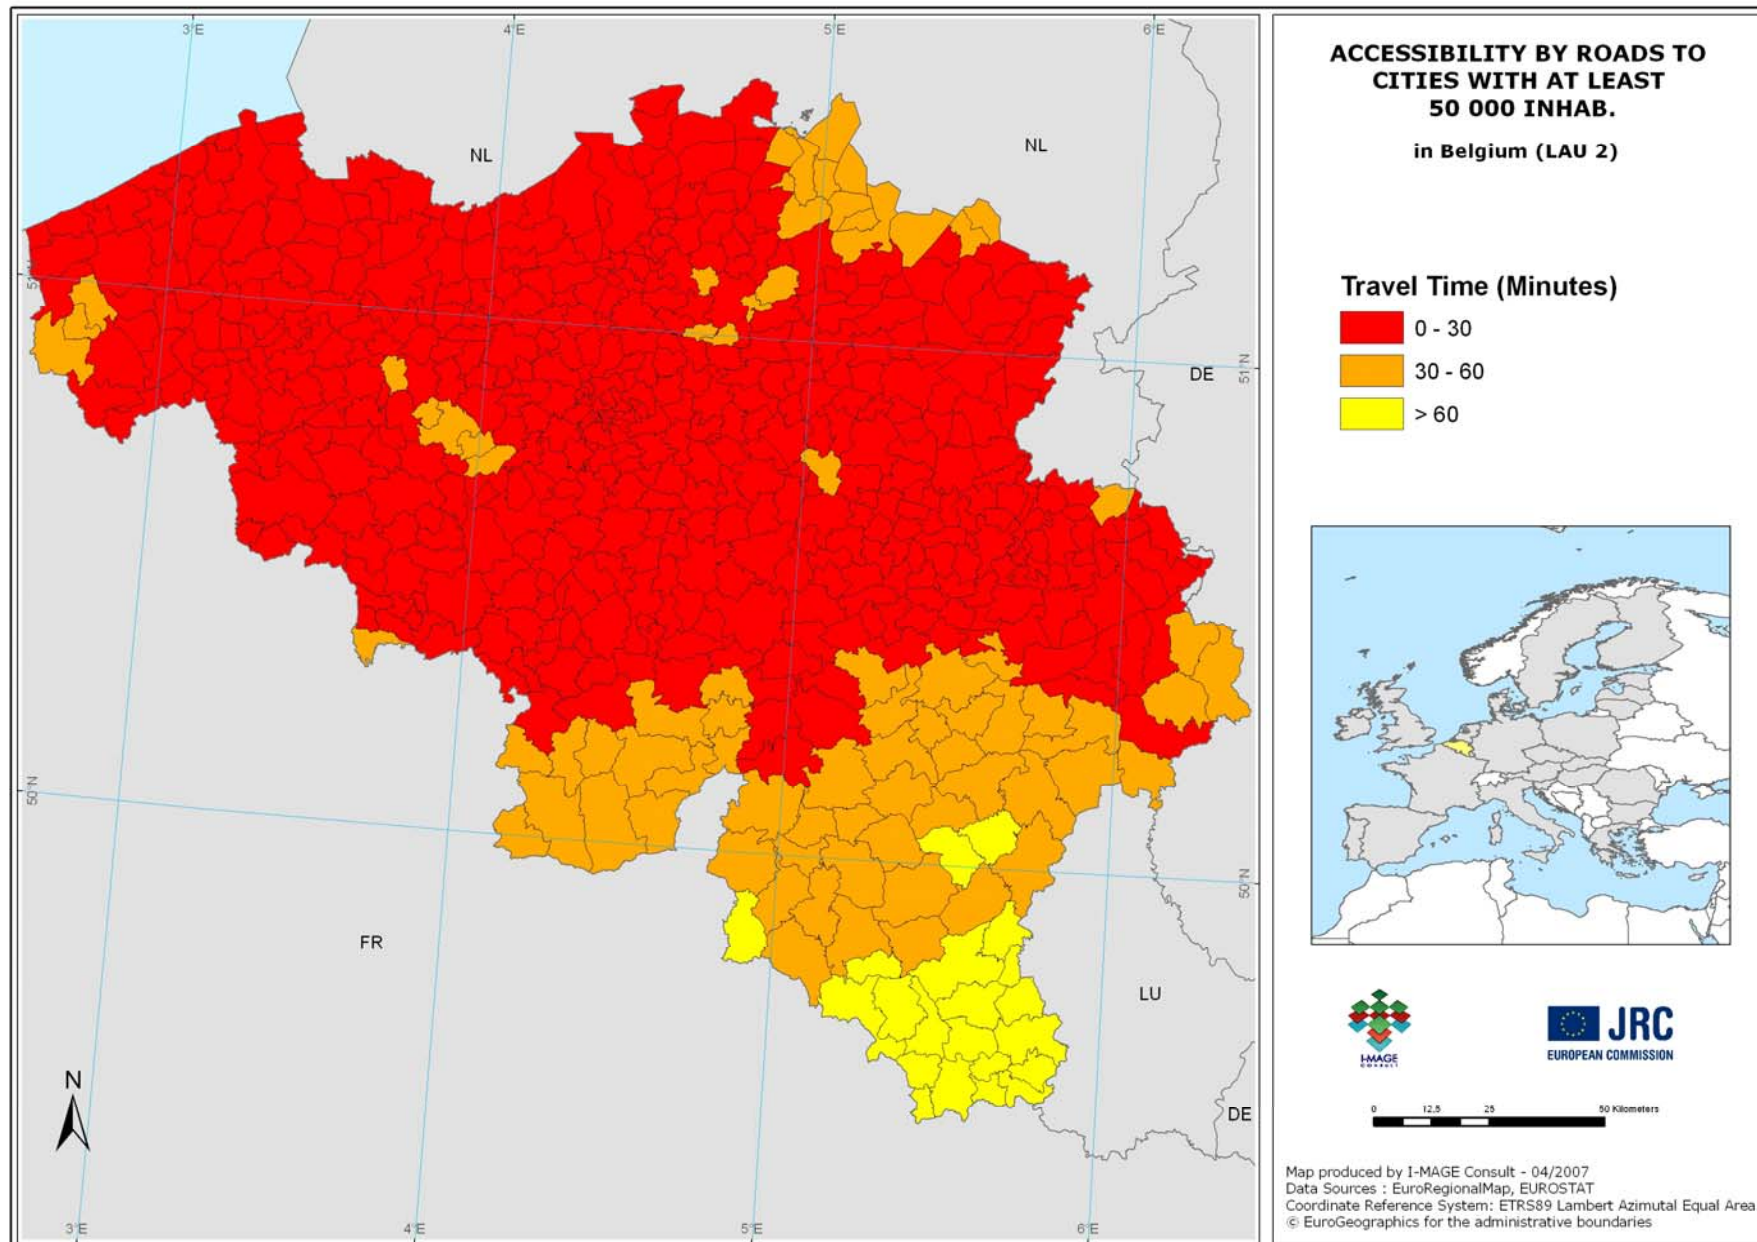 3°E
4°E
5°E
6°E
NL
NL
51°N
DE
51°N
50°N
50°N
FR
LU
N
DE
3°E
4°E
5°E
6°E
ACCESSIBILITY BY ROADS TO
CITIES WITH AT LEAST
50 000 INHAB.
in Belgium (LAU 2)
Travel Time (Minutes)
0 - 30
30 - 60
> 60
I-MAGE
CONSULT
JRC
EUROPEAN COMMISSION
0 12,5 25 50 Kilometers
Map produced by I-MAGE Consult - 04/2007
Data Sources : EuroRegionalMap, EUROSTAT
Coordinate Reference System: ETRS89 Lambert Azimutal Equal Area
© EuroGeographics for the administrative boundaries